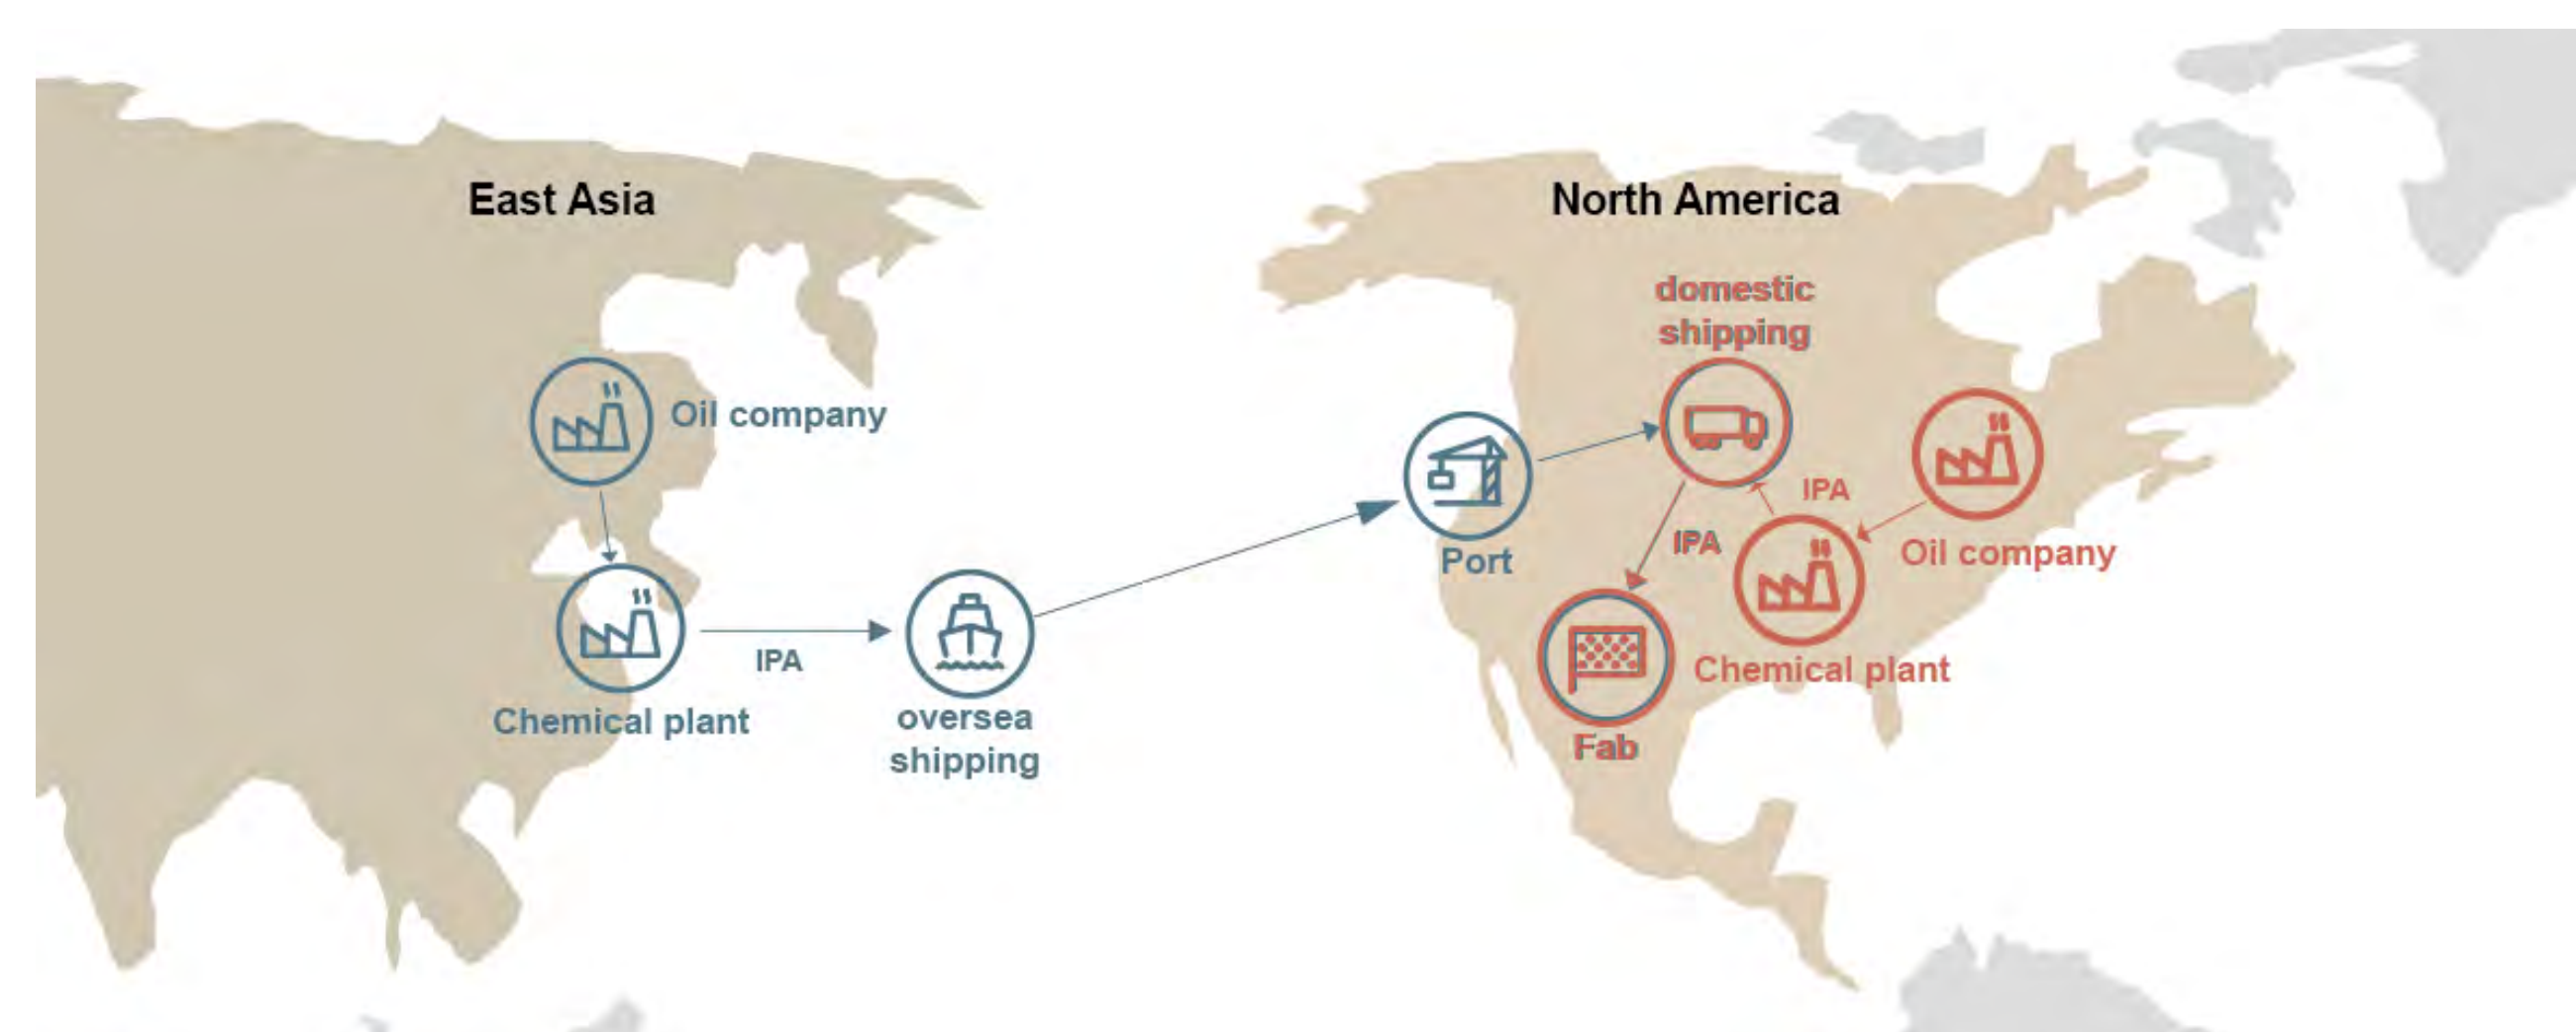 East Asia
North America
domestic
shipping
Oil company
IPA
IPA
Port
Oil company
IPA
Chemical plant
Chemical plant
oversea
shipping
Fab